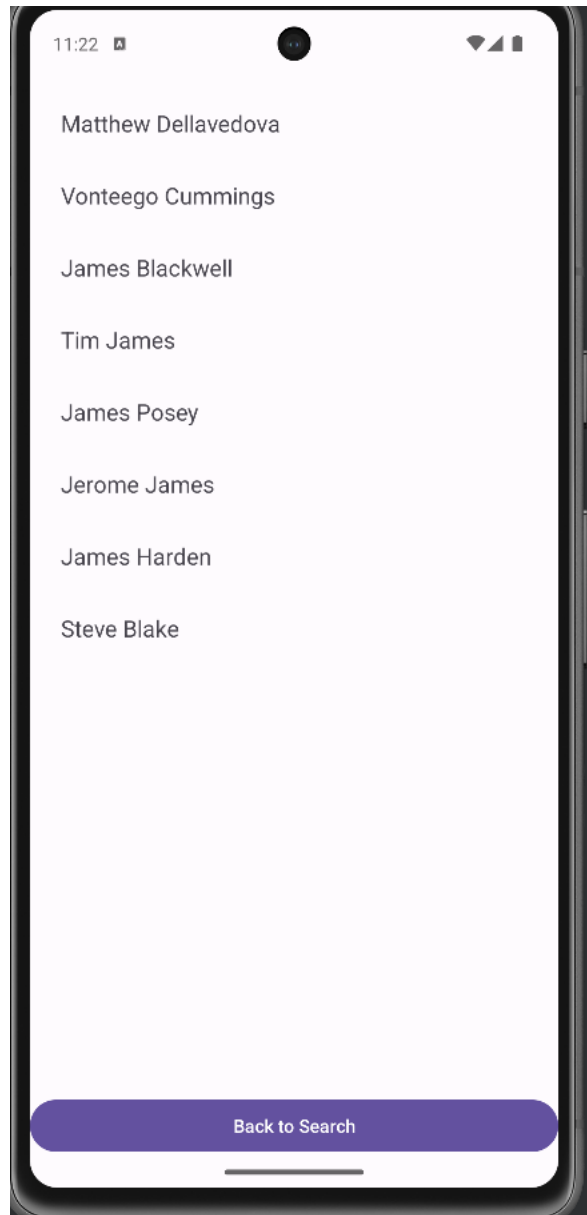 11:22 A
Matthew Dellavedova
Vonteego Cummings
James Blackwell
Tim James
James Posey
Jerome James
James Harden
Steve Blake
Back to Search